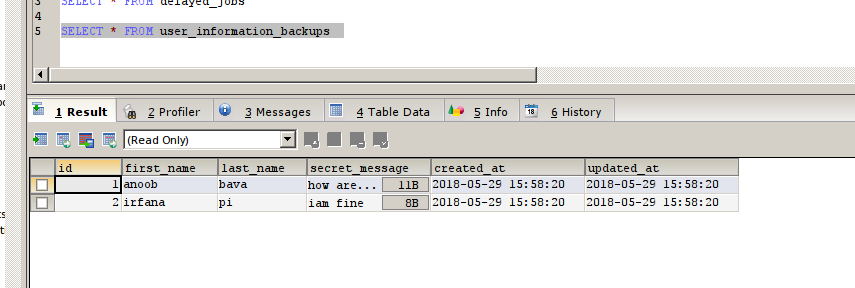 3 SELECT * FROM delayed_jobs
4
5 SELECT * FROM user_information_backups
1 Result 2 Profiler 3 Messages 4 Table Data 5 Info 6 History
(Read Only)
id first_name last_name secret_message created_at updated_at
1 anoob bava how are... 11B 2018-05-29 15:58:20 2018-05-29 15:58:20
2 irfana pi iam fine 8B 2018-05-29 15:58:20 2018-05-29 15:58:20